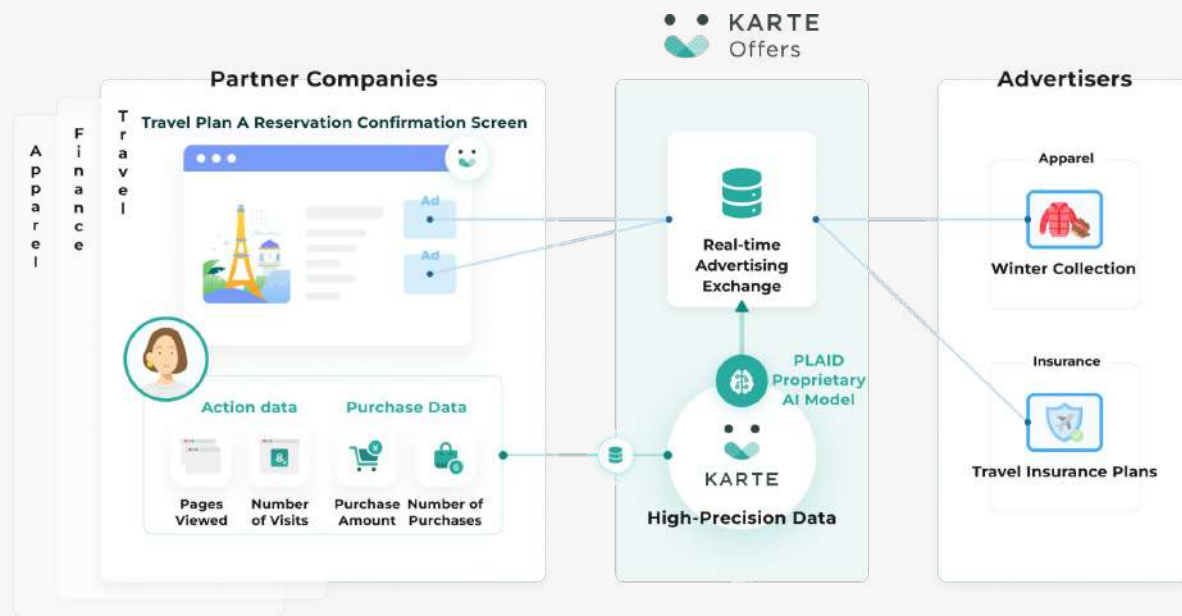 KARTE
Offers
Partner Companies
Advertisers
Apparel
Finance
Travel
Travel Plan A Reservation Confirmation Screen
Ad
Ad
Real-time
Advertising
Exchange
PLAID
Proprietary
AI Model
KARTE
High-Precision Data
Action data
Purchase Data
Pages
Viewed
Number
of Visits
Purchase
Amount
Number of
Purchases
Apparel
Winter Collection
Insurance
Travel Insurance Plans